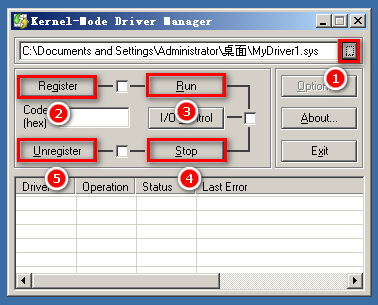 Kernel-Mode Driver Manager
C:\Documents and Settings\Administrator\桌面\MyDriver1.sys
1
Register
Run
2
3
Code
(hex)
I/O Control
About...
Unregister
Stop
Exit
5
4
Driver Operation Status Last Error